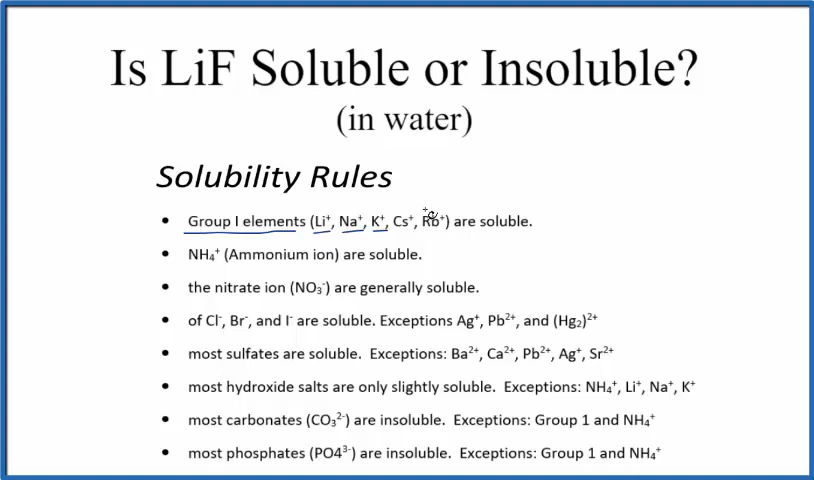 Is LiF Soluble or Insoluble?
(in water)
Solubility Rules
• Group I elements (Li⁺, Na⁺, K⁺, Cs⁺, Rb⁺) are soluble.
• NH₄⁺ (Ammonium ion) are soluble.
• the nitrate ion (NO₃⁻) are generally soluble.
• of Cl⁻, Br⁻, and I⁻ are soluble. Exceptions Ag⁺, Pb²⁺, and (Hg₂)²⁺
• most sulfates are soluble.  Exceptions: Ba²⁺, Ca²⁺, Pb²⁺, Ag⁺, Sr²⁺
• most hydroxide salts are only slightly soluble.  Exceptions: NH₄⁺, Li⁺, Na⁺, K⁺
• most carbonates (CO₃²⁻) are insoluble.  Exceptions: Group 1 and NH₄⁺
• most phosphates (PO4³⁻) are insoluble.  Exceptions: Group 1 and NH₄⁺